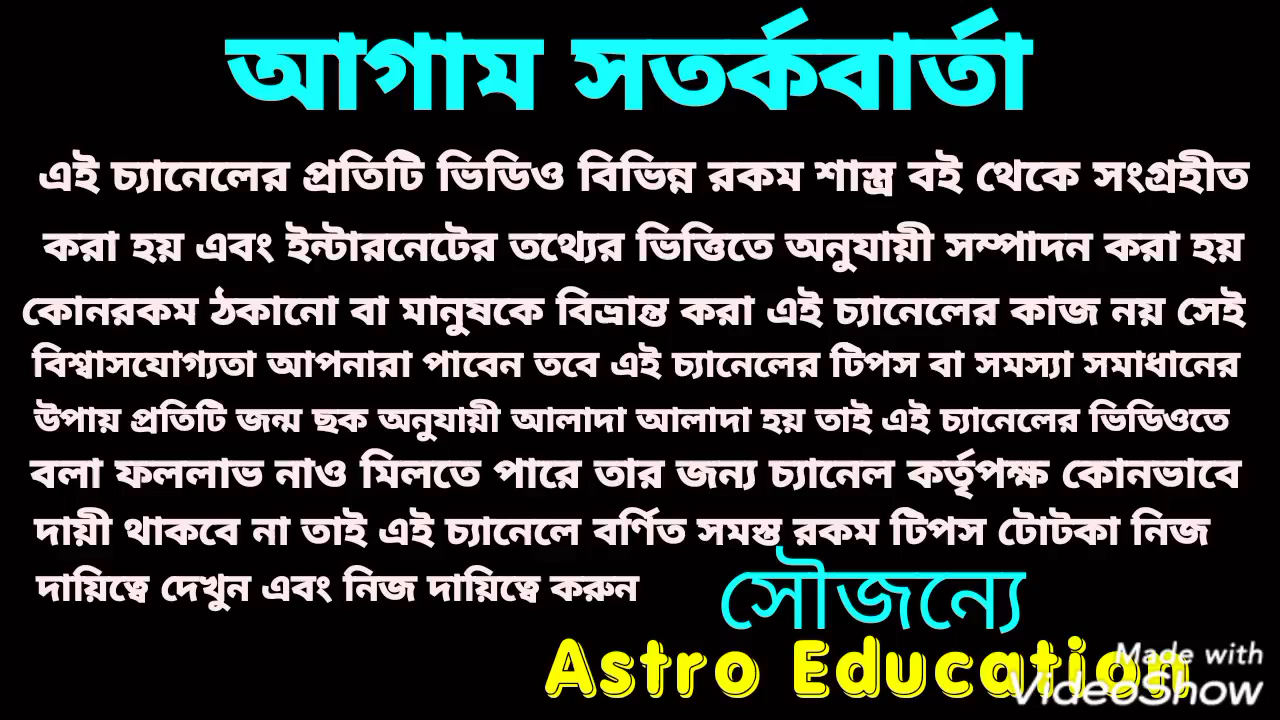 আগাম সতর্কবার্তা
এই চ্যানেলের প্রতিটি ভিডিও বিভিন্ন রকম শাস্ত্র বই থেকে সংগ্রহীত
করা হয় এবং ইন্টারনেটের তথ্যের ভিত্তিতে অনুযায়ী সম্পাদন করা হয়
কোনরকম ঠকানো বা মানুষকে বিভ্রান্ত করা এই চ্যানেলের কাজ নয় সেই
বিশ্বাসযোগ্যতা আপনারা পাবেন তবে এই চ্যানেলের টিপস বা সমস্যা সমাধানের
উপায় প্রতিটি জন্ম ছক অনুযায়ী আলাদা আলাদা হয় তাই এই চ্যানেলের ভিডিওতে
বলা ফললাভ নাও মিলতে পারে তার জন্য চ্যানেল কর্তৃপক্ষ কোনভাবে
দায়ী থাকবে না তাই এই চ্যানেলে বর্ণিত সমস্ত রকম টিপস টোটকা নিজ
দায়িত্বে দেখুন এবং নিজ দায়িত্বে করুন
সৌজন্যে
Astro Education
Made with
VideoShow